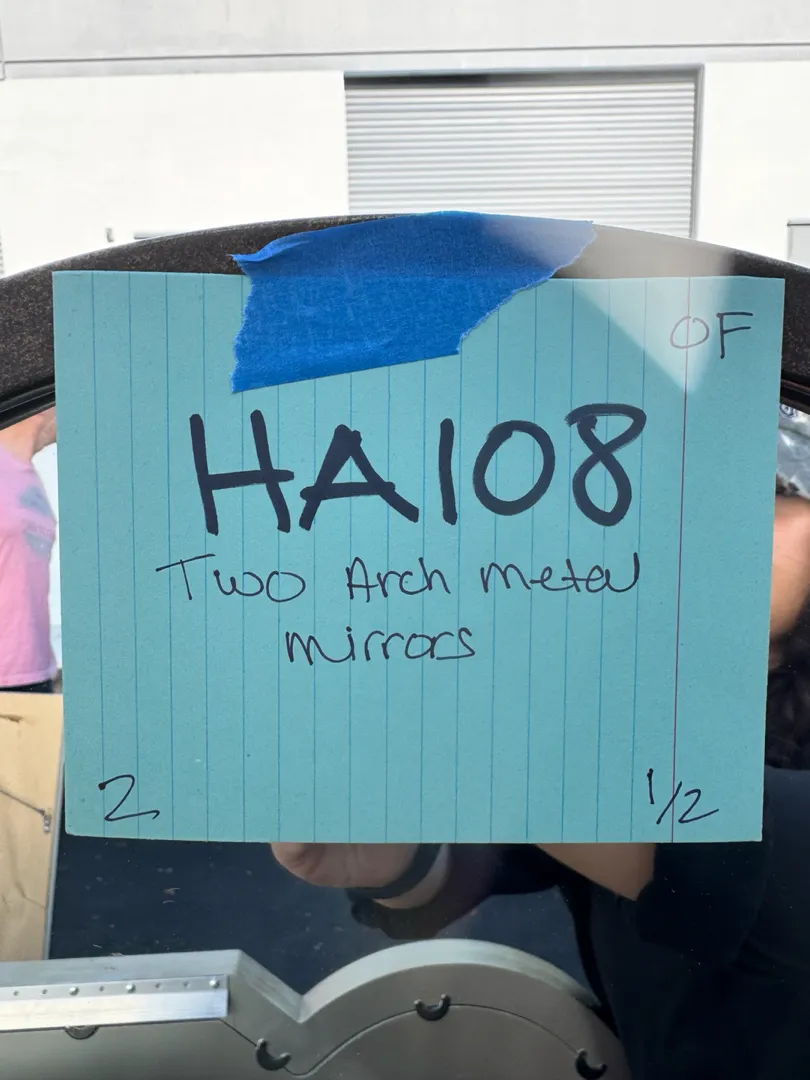 OF
HA108
Two Arch metal
mirrors
2
1/2